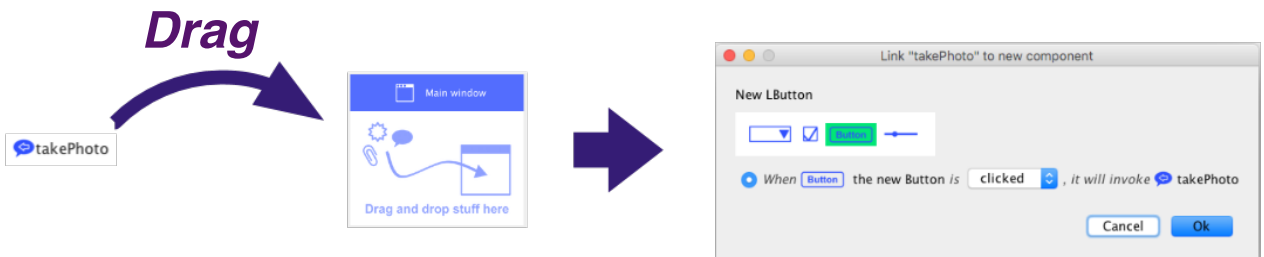 Drag
takePhoto
Main window
Drag and drop stuff here
Link "takePhoto" to new component
New LButton
Button
When Button the new Button is clicked , it will invoke takePhoto
Cancel Ok